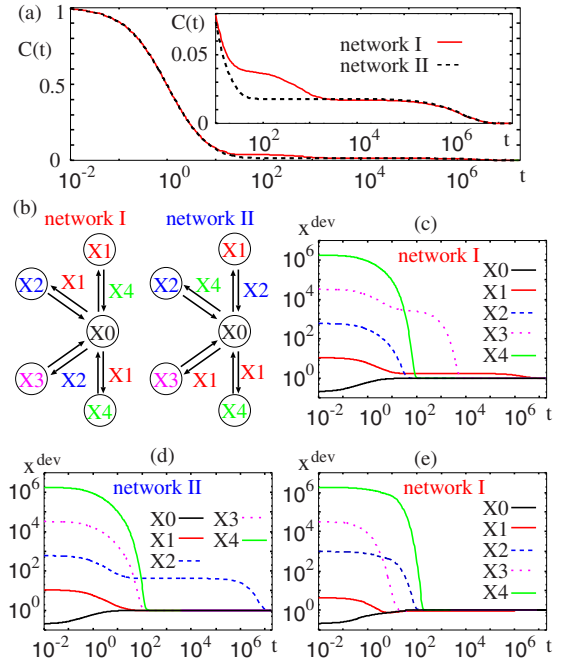 (a)
C(t)
1
0.5
0
10^-2
10^0
10^2
10^4
10^6
t
C(t)
0.05
0
network I
network II
10^2
10^4
10^6
t
(b)
network I
network II
X1
X1
X2
X1
X4
X2
X4
X2
X0
X0
X3
X2
X1
X3
X1
X1
X4
X4
(c)
x^dev
10^6
10^4
10^2
10^0
network I
X0
X1
X2
X3
X4
10^-2
10^0
10^2
10^4
10^6
t
(d)
x^dev
10^6
10^4
10^2
10^0
network II
X0
X3
X1
X4
X2
10^-2
10^0
10^2
10^4
10^6
t
(e)
x^dev
10^6
10^4
10^2
10^0
network I
X0
X1
X2
X3
X4
10^-2
10^0
10^2
10^4
10^6
t